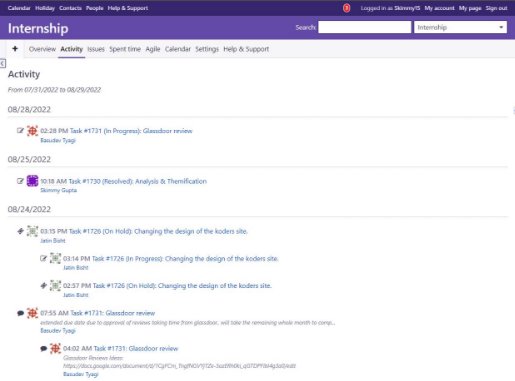 Calendar Holiday Contacts People Help & Support
3 Logged in as Skimmy15 My account My page Sign out
Internship
Search: Internship
+ Overview Activity Issues Spent time Agile Calendar Settings Help & Support
Activity
From 07/31/2022 to 08/29/2022
08/28/2022
02:28 PM Task #1731 (In Progress): Glassdoor review
Basudev Tyagi
08/25/2022
10:18 AM Task #1730 (Resolved): Analysis & Themification
Skimmy Gupta
08/24/2022
03:15 PM Task #1726 (On Hold): Changing the design of the koders site.
Jatin Bisht
03:14 PM Task #1726 (In Progress): Changing the design of the koders site.
Jatin Bisht
02:57 PM Task #1726 (On Hold): Changing the design of the koders site.
Jatin Bisht
07:55 AM Task #1731: Glassdoor review
extended due date due to approval of reviews taking time from glassdoor, will take the remaining whole month to comp...
Basudev Tyagi
04:02 AM Task #1731: Glassdoor review
Glassdoor Reviews Ideas:
Basudev Tyagi